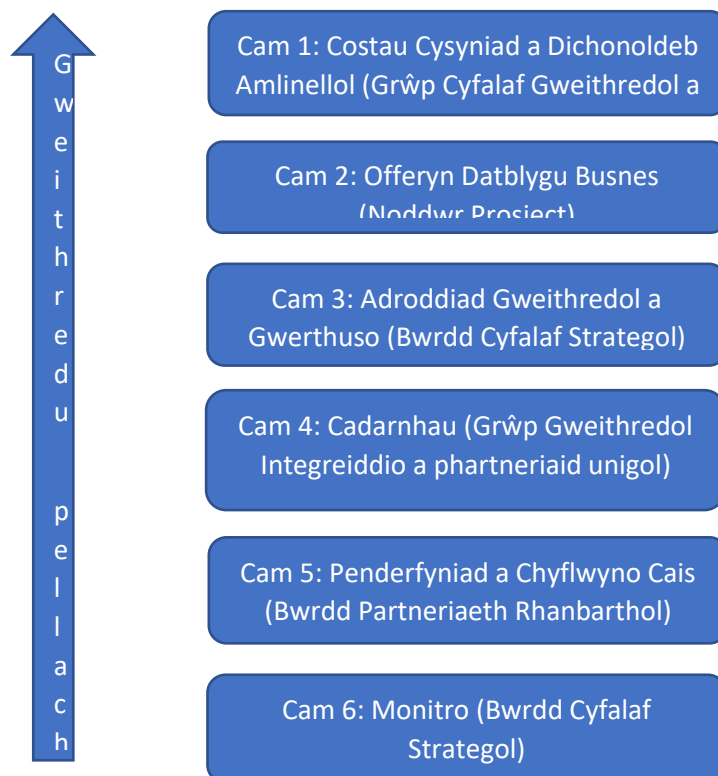 Gweithredu pellach
Cam 1: Costau Cysyniad a Dichonoldeb
Amlinellol (Grŵp Cyfalaf Gweithredol a
Cam 2: Offeryn Datblygu Busnes
(Noddwr Prosiect)
Cam 3: Adroddiad Gweithredol a
Gwerthuso (Bwrdd Cyfalaf Strategol)
Cam 4: Cadarnhau (Grŵp Gweithredol
Integreiddio a phartneriaid unigol)
Cam 5: Penderfyniad a Chyflwyno Cais
(Bwrdd Partneriaeth Rhanbarthol)
Cam 6: Monitro (Bwrdd Cyfalaf
Strategol)